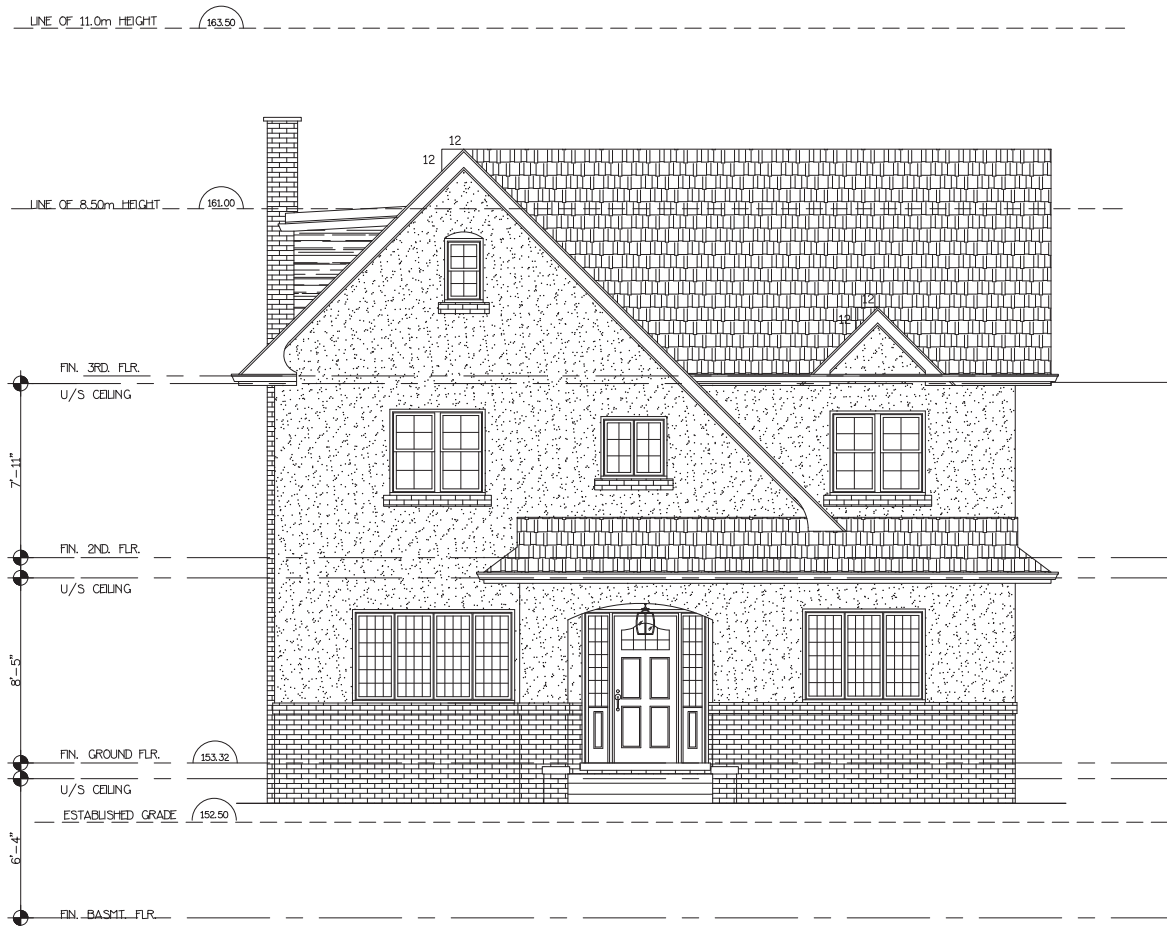 LINE OF 11.0m HEIGHT 163.50
12
12
LINE OF 8.50m HEIGHT 161.00
12
12
FIN. 3RD. FLR.
U/S CEILING
7'-11"
FIN. 2ND. FLR.
U/S CEILING
8'-5"
FIN. GROUND FLR. 153.32
U/S CEILING
ESTABLISHED GRADE 152.50
6'-4"
FIN. BASMT. FLR.